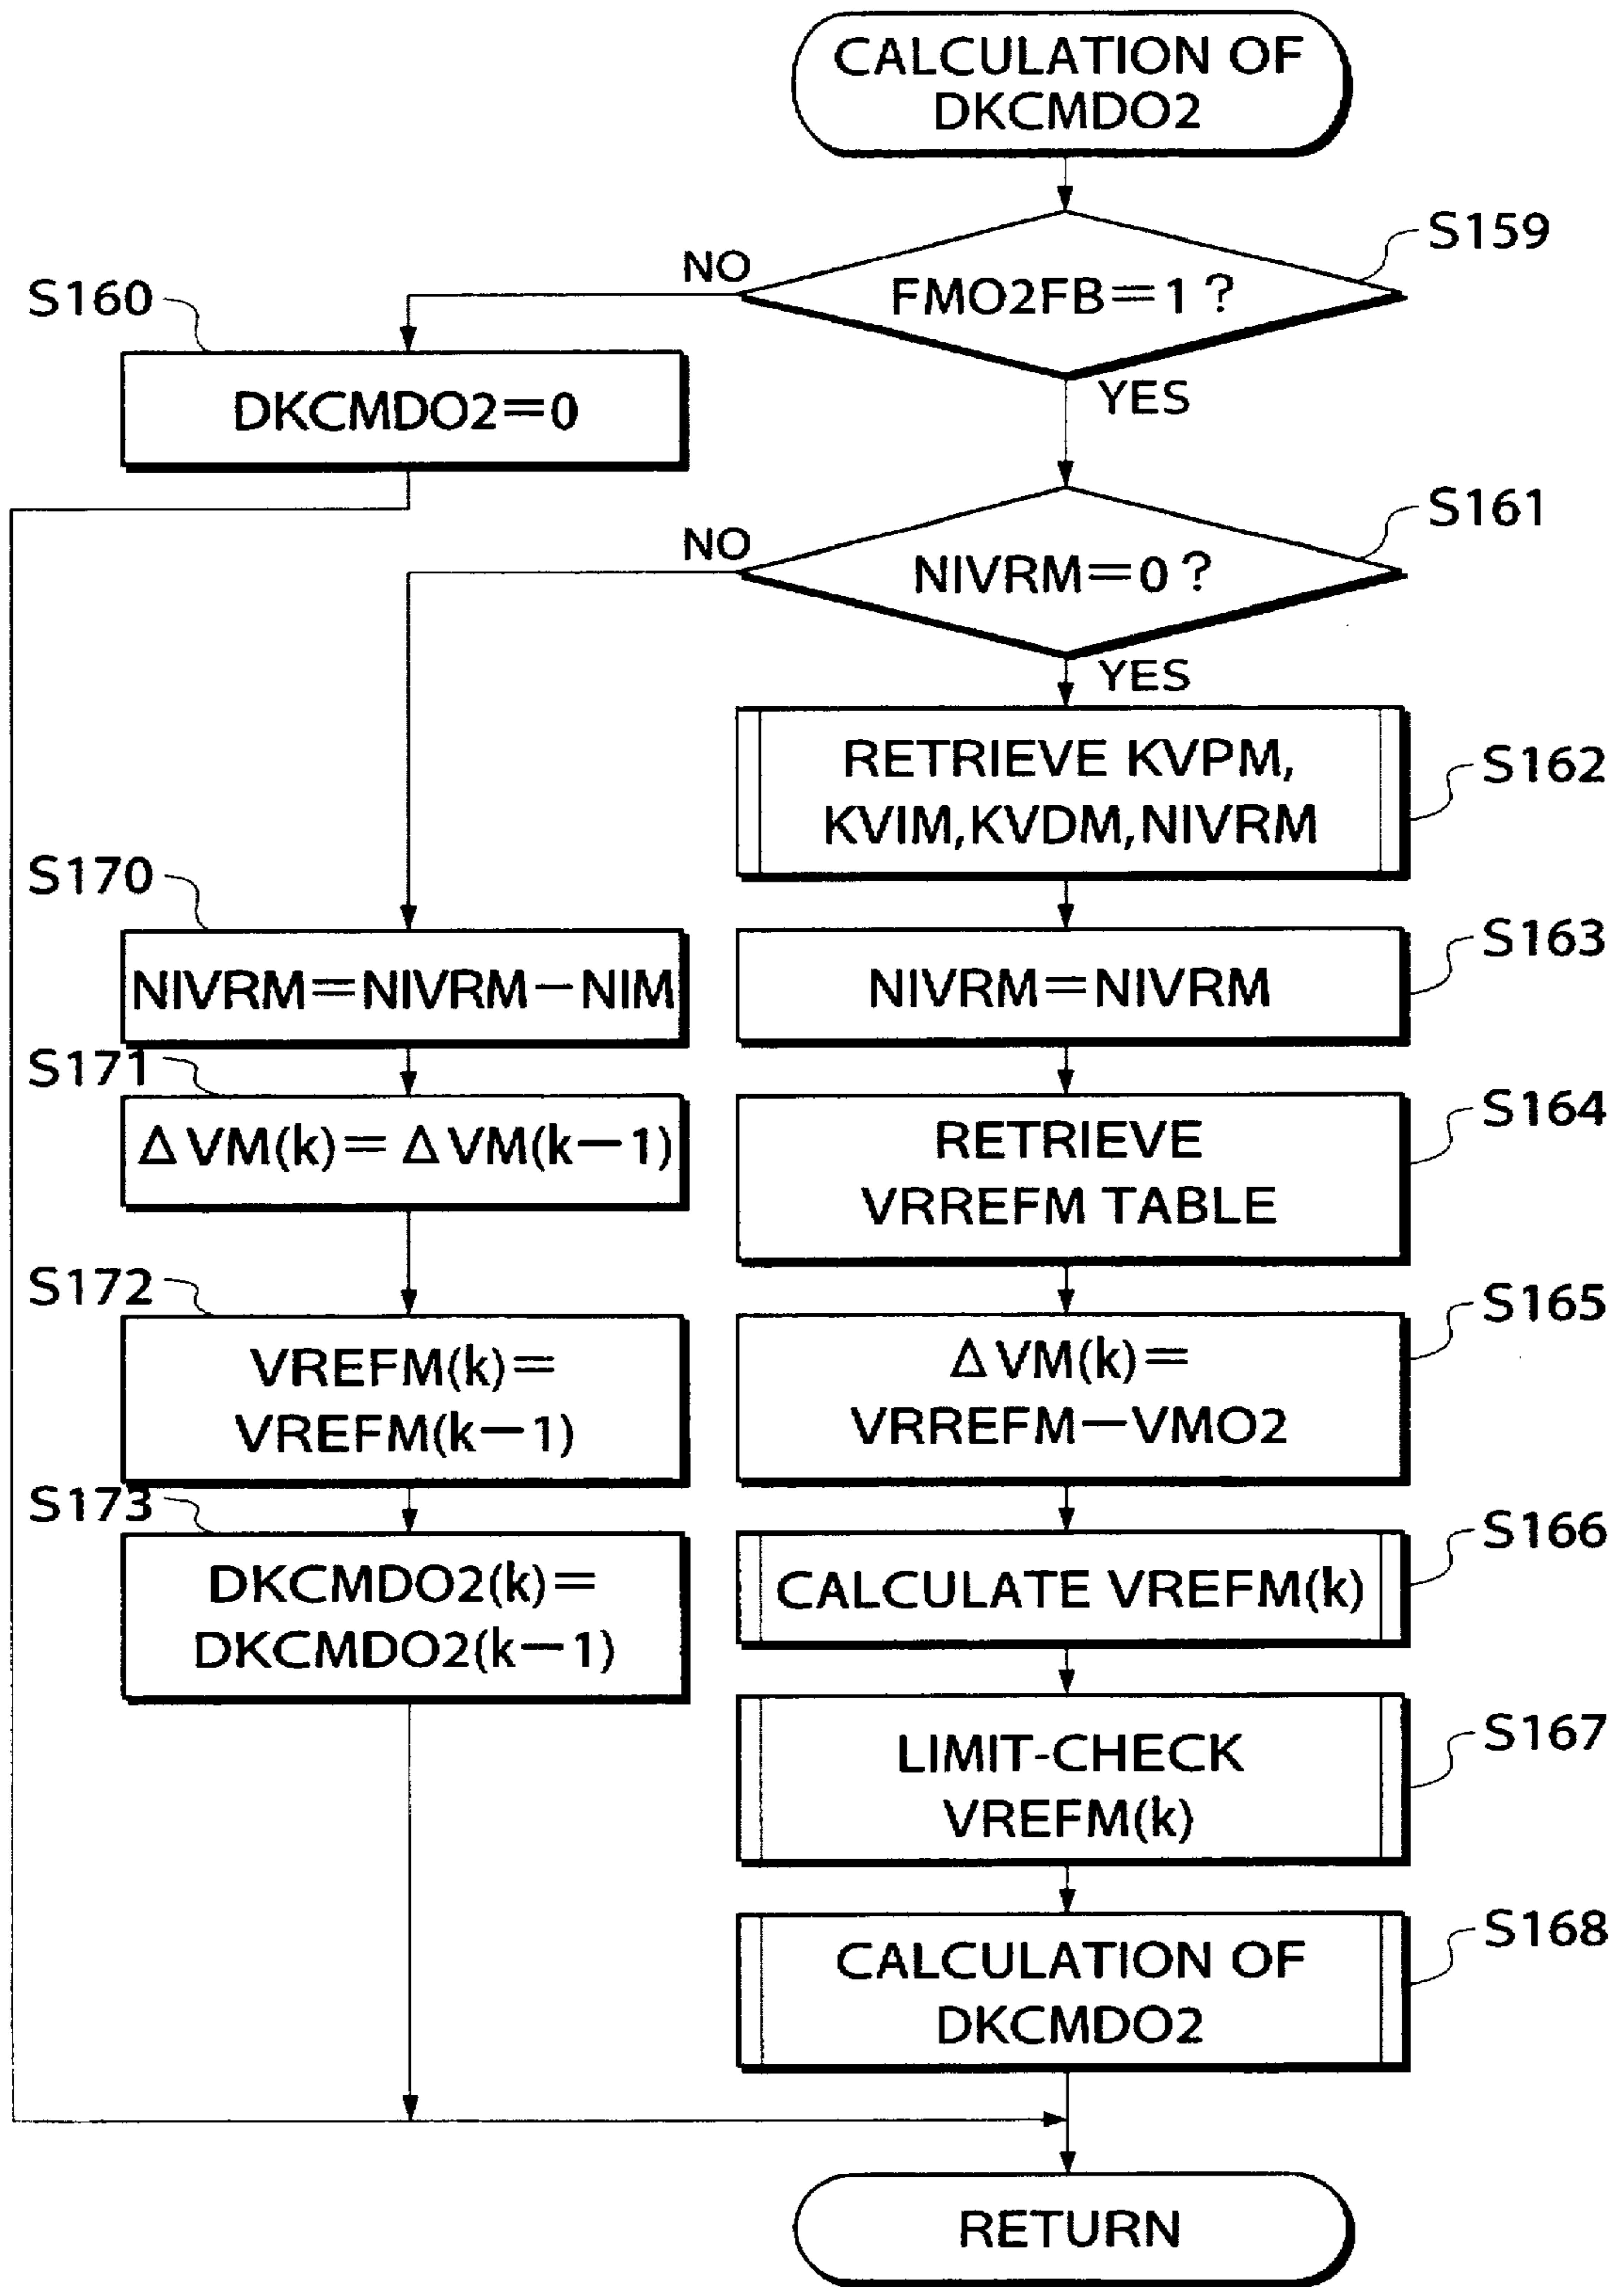 CALCULATION OF
DKCMDO2
S159
FMO2FB=1?
NO
YES
S160
DKCMDO2=0
S161
NIVRM=0?
NO
YES
RETRIEVE KVPM,
KVIM,KVDM,NIVRM
S162
S170
NIVRM=NIVRM-NIM
NIVRM=NIVRM
S163
S171
Δ VM(k)= Δ VM(k-1)
RETRIEVE
VRREFM TABLE
S164
S172
VREFM(k)=
VREFM(k-1)
Δ VM(k)=
VRREFM-VMO2
S165
S173
DKCMDO2(k)=
DKCMDO2(k-1)
CALCULATE VREFM(k)
S166
LIMIT-CHECK
VREFM(k)
S167
CALCULATION OF
DKCMDO2
S168
RETURN